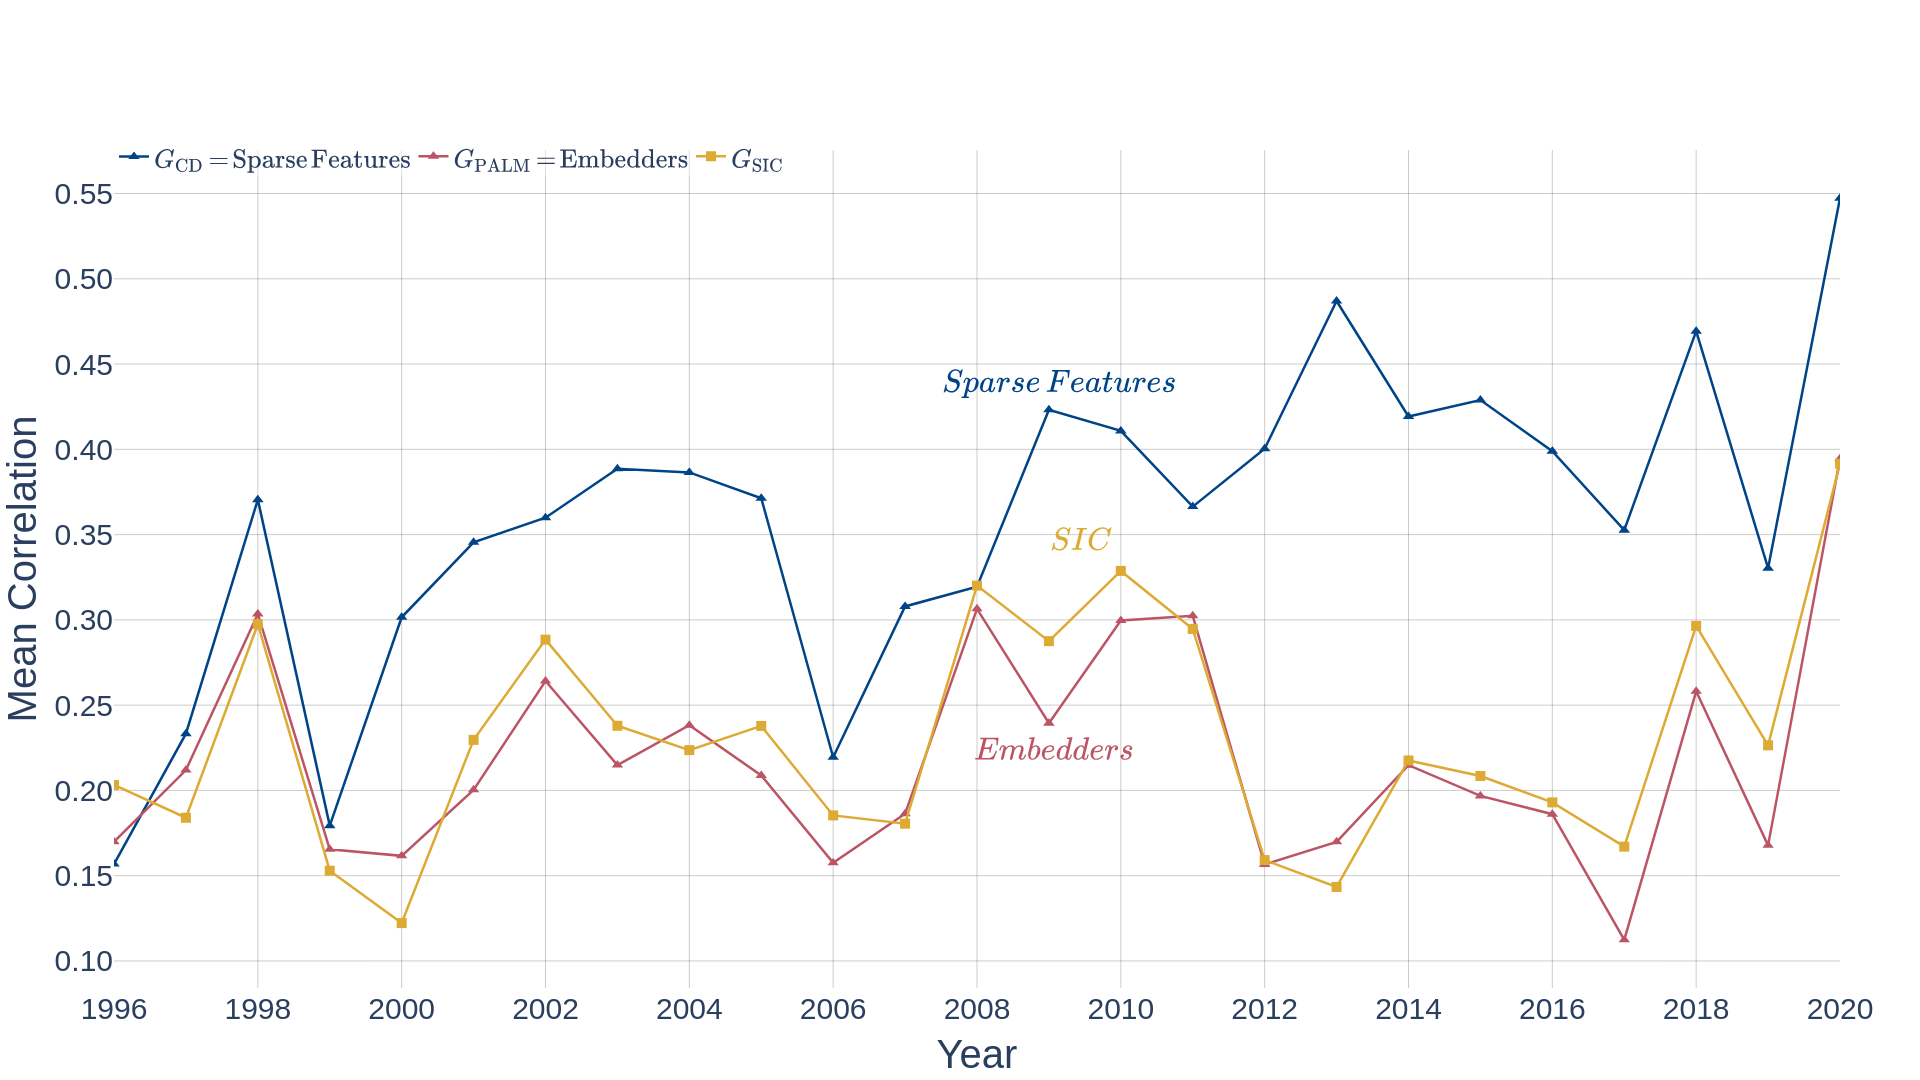 G_CD = Sparse Features G_PALM = Embedders G_SIC
0.55
0.50
0.45
Sparse Features
0.40
0.35
SIC
0.30
0.25
Embedders
0.20
0.15
0.10
Mean Correlation
1996 1998 2000 2002 2004 2006 2008 2010 2012 2014 2016 2018 2020
Year